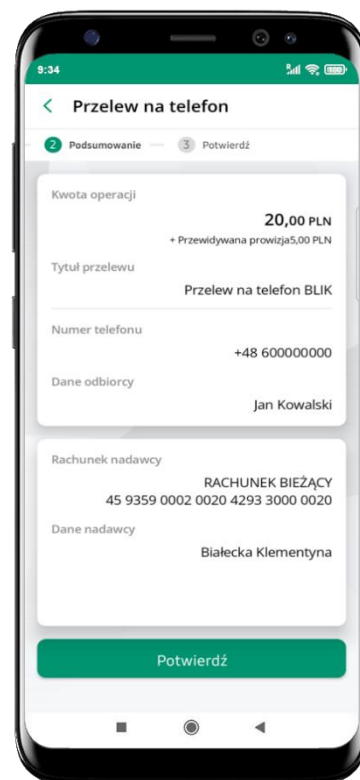 9:34
Przelew na telefon
2 Podsumowanie 3 Potwierdź
Kwota operacji
20,00 PLN
+ Przewidywana prowizja5,00 PLN
Tytuł przelewu
Przelew na telefon BLIK
Numer telefonu
+48 600000000
Dane odbiorcy
Jan Kowalski
Rachunek nadawcy
RACHUNEK BIEŻĄCY
45 9359 0002 0020 4293 3000 0020
Dane nadawcy
Białecka Klementyna
Potwierdź